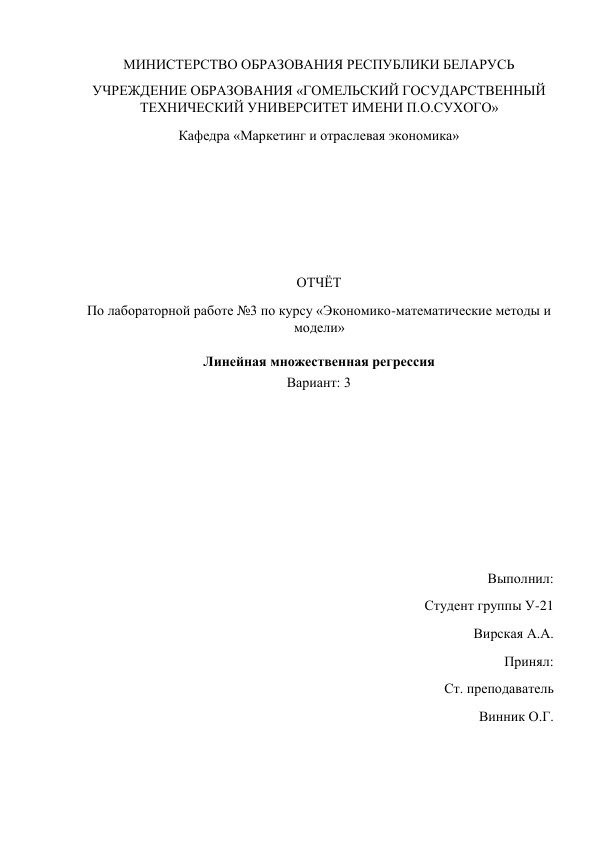 МИНИСТЕРСТВО ОБРАЗОВАНИЯ РЕСПУБЛИКИ БЕЛАРУСЬ
УЧРЕЖДЕНИЕ ОБРАЗОВАНИЯ «ГОМЕЛЬСКИЙ ГОСУДАРСТВЕННЫЙ
ТЕХНИЧЕСКИЙ УНИВЕРСИТЕТ ИМЕНИ П.О.СУХОГО»
Кафедра «Маркетинг и отраслевая экономика»
ОТЧЁТ
По лабораторной работе №3 по курсу «Экономико-математические методы и
модели»
Линейная множественная регрессия
Вариант: 3
Выполнил:
Студент группы У-21
Вирская А.А.
Принял:
Ст. преподаватель
Винник О.Г.